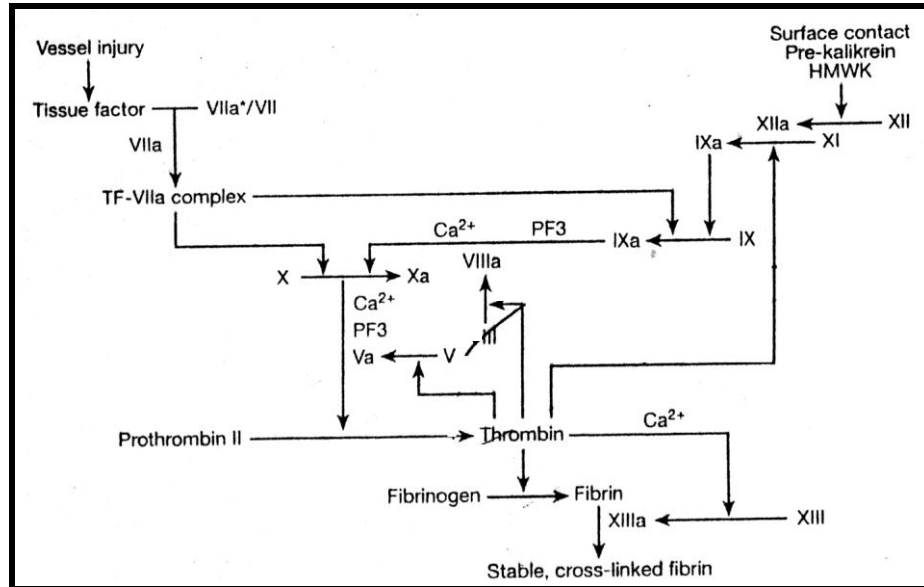 Vessel injury
Tissue factor
VIIa*/VII
VIIa
TF-VIIa complex
Surface contact
Pre-kalikrein
HMWK
XIIa
XII
IXa
XI
Ca2+
PF3
IXa
IX
X
Xa
VIIIa
Ca2+
PF3
III
Va
V
Prothrombin II
Thrombin
Ca2+
Fibrinogen
Fibrin
XIIIa
XIII
Stable, cross-linked fibrin